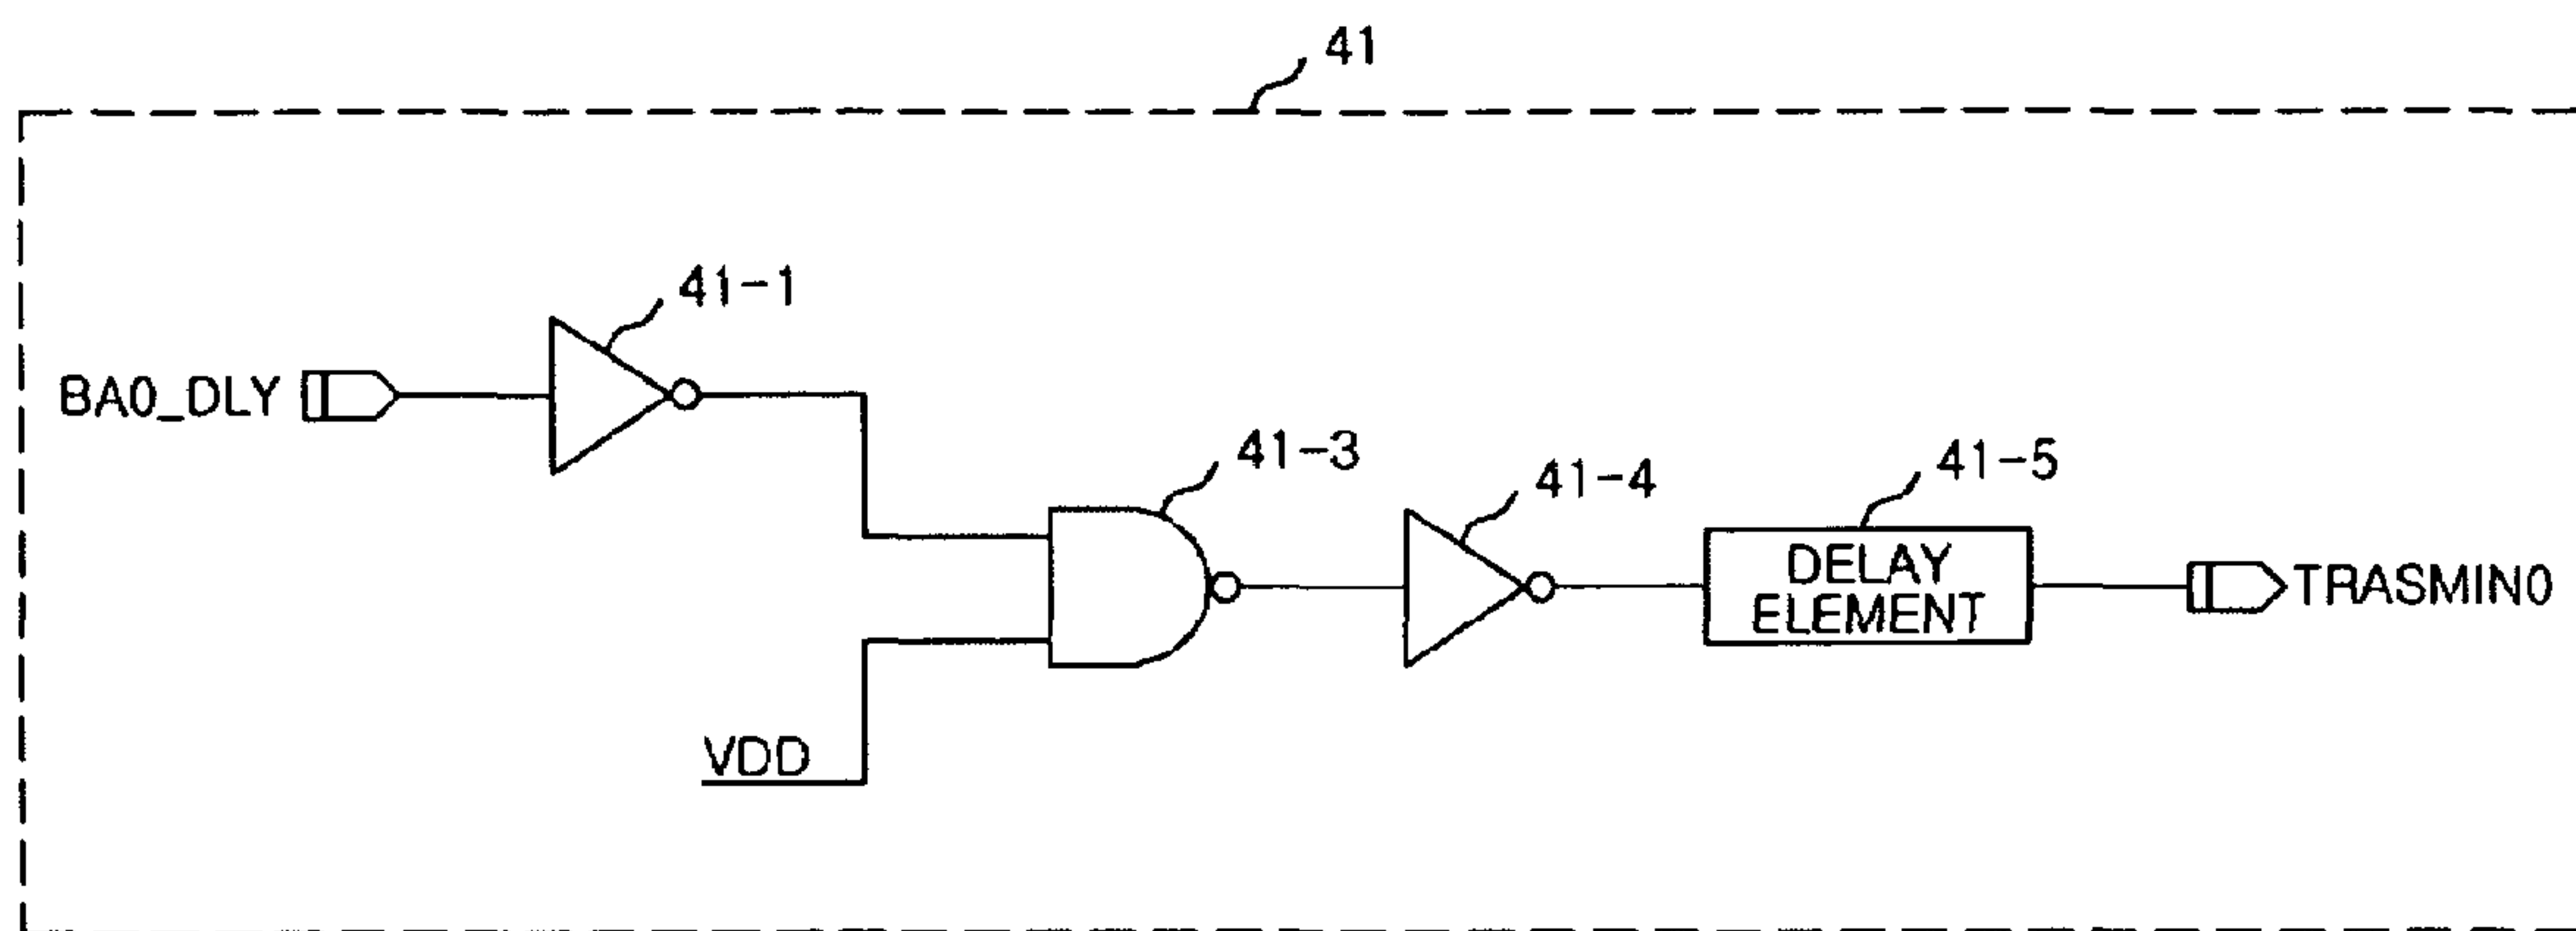 41
41-1
BA0_DLY
41-3
41-4
41-5
DELAY
ELEMENT
TRASMIN0
VDD